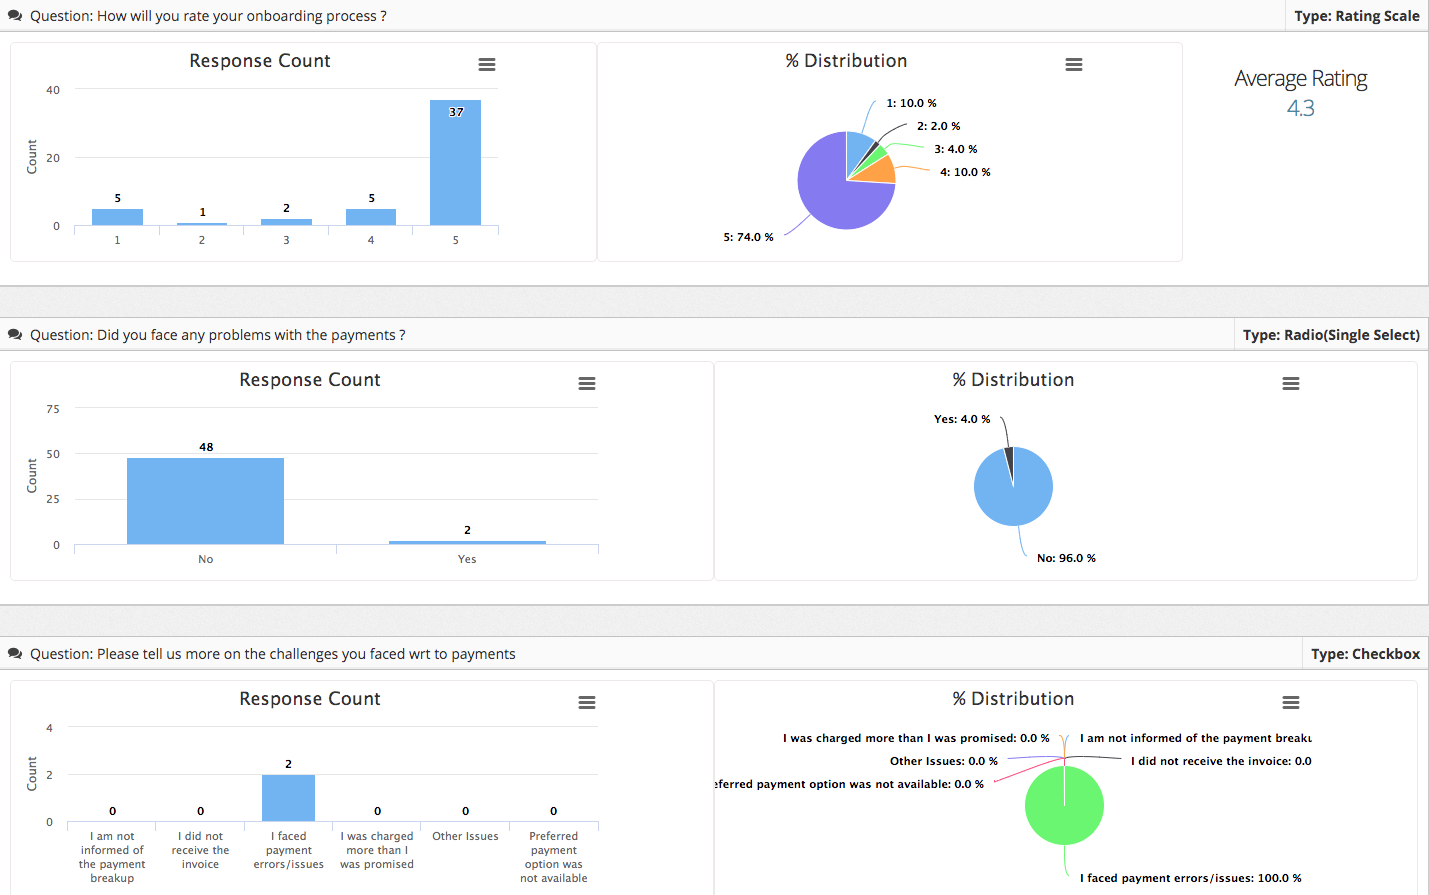 Question: How will you rate your onboarding process ?
Type: Rating Scale
Response Count
40
20
0
Count
5
1
2
5
37
1
2
3
4
5
% Distribution
1: 10.0 %
2: 2.0 %
3: 4.0 %
4: 10.0 %
5: 74.0 %
Average Rating
4.3
Question: Did you face any problems with the payments ?
Type: Radio(Single Select)
Response Count
75
50
25
0
Count
48
2
No
Yes
% Distribution
Yes: 4.0 %
No: 96.0 %
Question: Please tell us more on the challenges you faced wrt to payments
Type: Checkbox
Response Count
4
2
0
Count
0
0
2
0
0
0
I am not
informed of
the payment
breakup
I did not
receive the
invoice
I faced
payment
errors/issues
I was charged
more than I
was promised
Other Issues
Preferred
payment
option was
not available
% Distribution
I was charged more than I was promised: 0.0 %
I am not informed of the payment breaku
Other Issues: 0.0 %
I did not receive the invoice: 0.0
eferred payment option was not available: 0.0 %
I faced payment errors/issues: 100.0 %